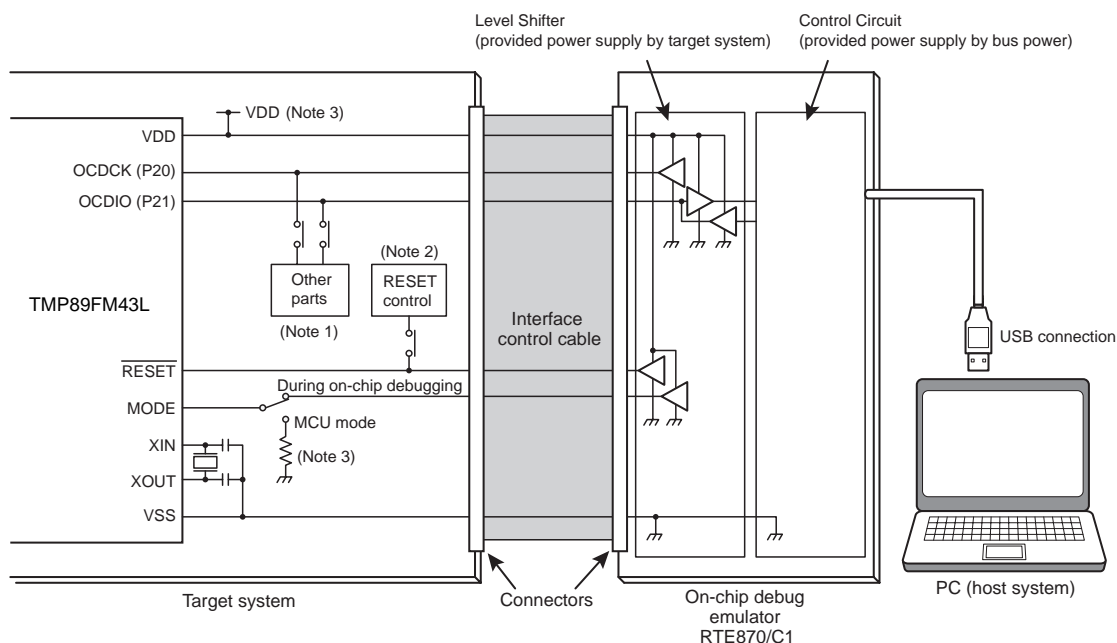 Level Shifter
(provided power supply by target system)
Control Circuit
(provided power supply by bus power)
VDD (Note 3)
VDD
OCDCK (P20)
OCDIO (P21)
(Note 2)
Other
parts
RESET
control
TMP89FM43L
(Note 1)
Interface
control cable
USB connection
RESET
During on-chip debugging
MODE
MCU mode
XIN
(Note 3)
XOUT
VSS
Target system
Connectors
On-chip debug
emulator
RTE870/C1
PC (host system)